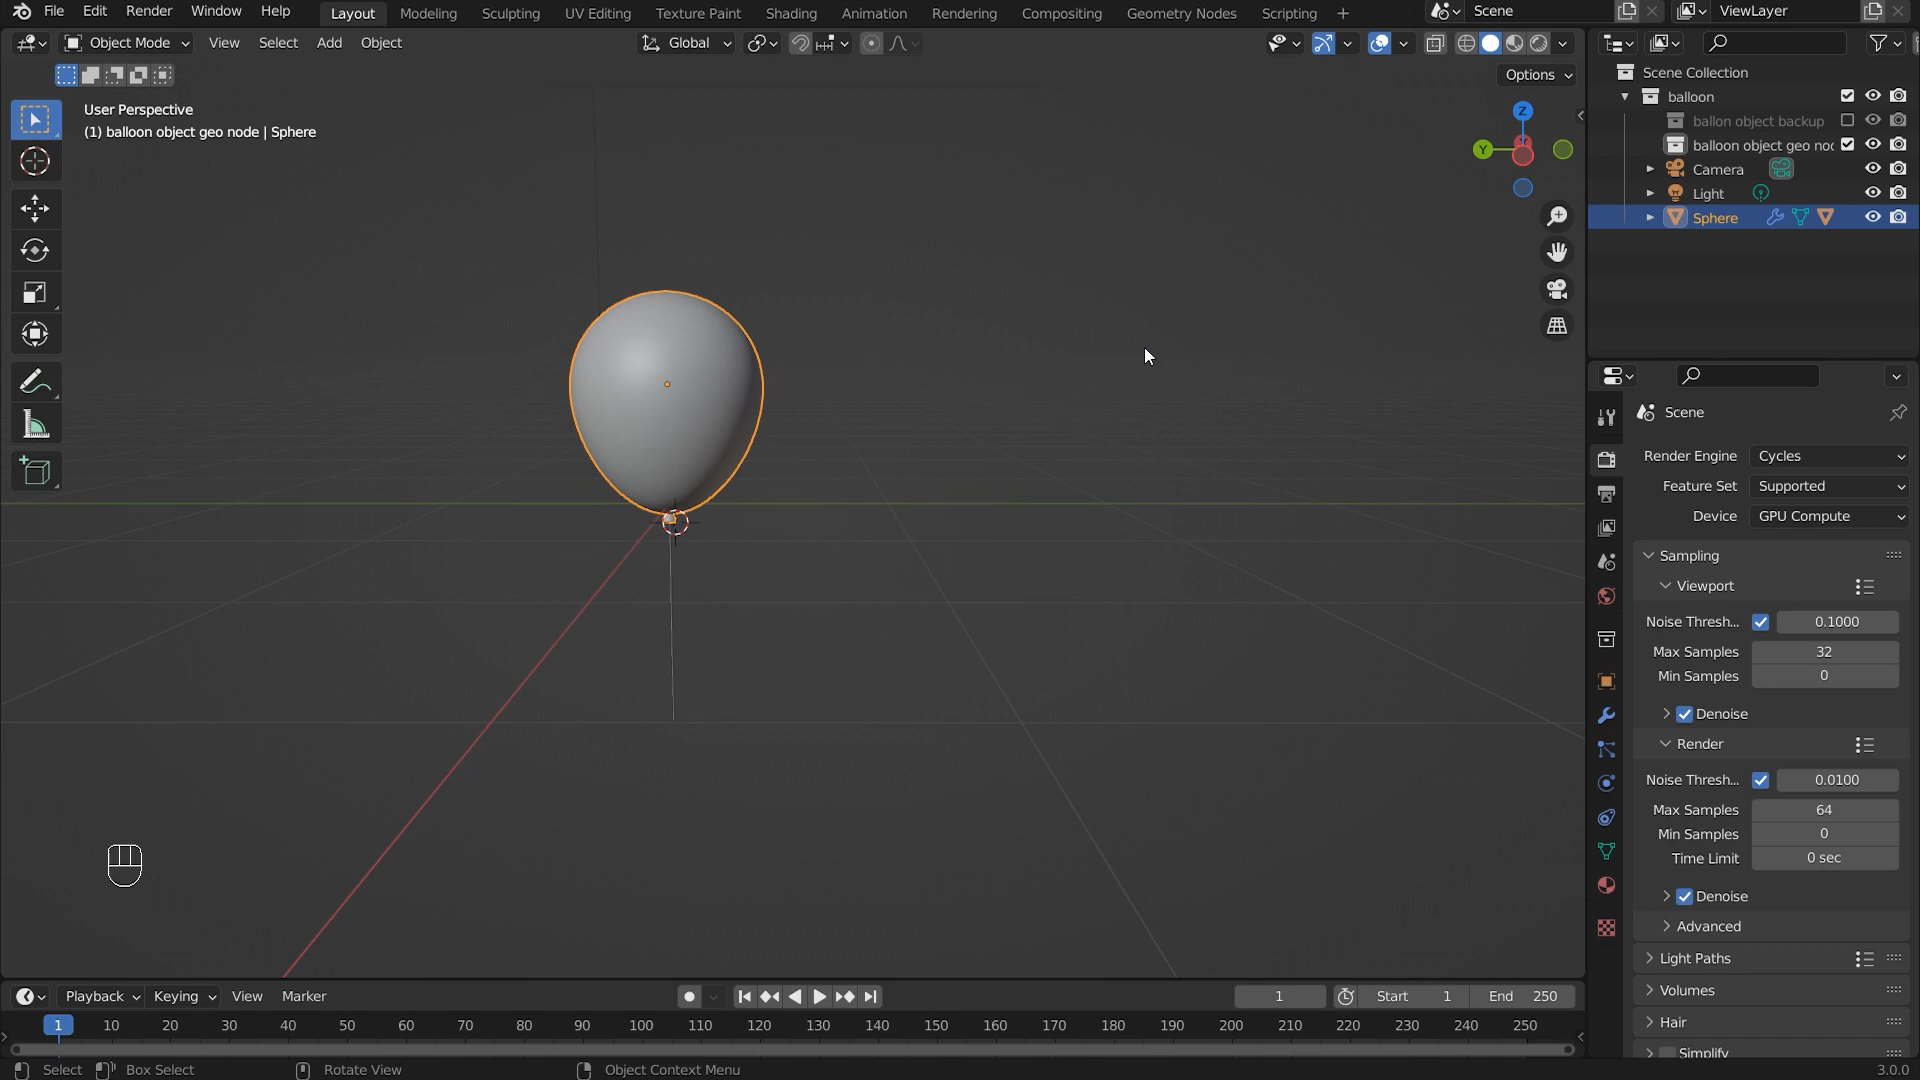 File Edit Render Window Help Layout Modeling Sculpting UV Editing Texture Paint Shading Animation Rendering Compositing Geometry Nodes Scripting + Scene ViewLayer
Object Mode View Select Add Object Global
Options
User Perspective
(1) balloon object geo node | Sphere
Z
Y
Scene Collection
balloon
ballon object backup
balloon object geo no
Camera
Light
Sphere
Scene
Render Engine Cycles
Feature Set Supported
Device GPU Compute
Sampling
Viewport
Noise Thresh... 0.1000
Max Samples 32
Min Samples 0
Denoise
Render
Noise Thresh... 0.0100
Max Samples 64
Min Samples 0
Time Limit 0 sec
Denoise
Advanced
Light Paths
Volumes
Hair
Simplify
Playback Keying View Marker 1 Start 1 End 250
1 10 20 30 40 50 60 70 80 90 100 110 120 130 140 150 160 170 180 190 200 210 220 230 240 250
Select Box Select Rotate View Object Context Menu 3.0.0